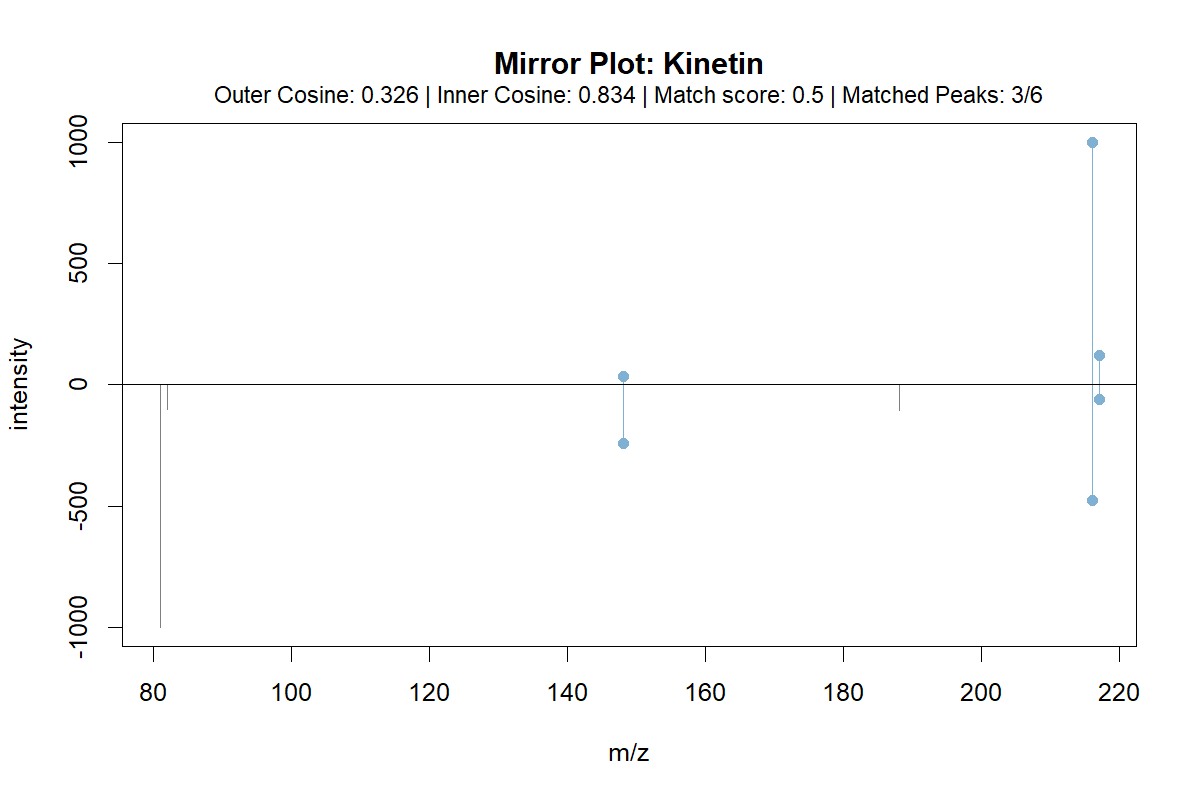 Mirror Plot: Kinetin
Outer Cosine: 0.326 | Inner Cosine: 0.834 | Match score: 0.5 | Matched Peaks: 3/6
1000
500
0
-500
-1000
intensity
80 100 120 140 160 180 200 220
m/z